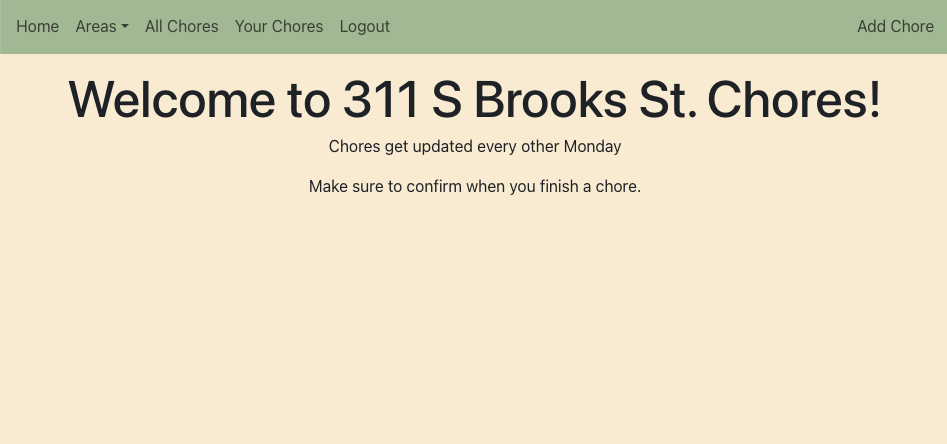 Home Areas All Chores Your Chores Logout Add Chore
Welcome to 311 S Brooks St. Chores!
Chores get updated every other Monday
Make sure to confirm when you finish a chore.